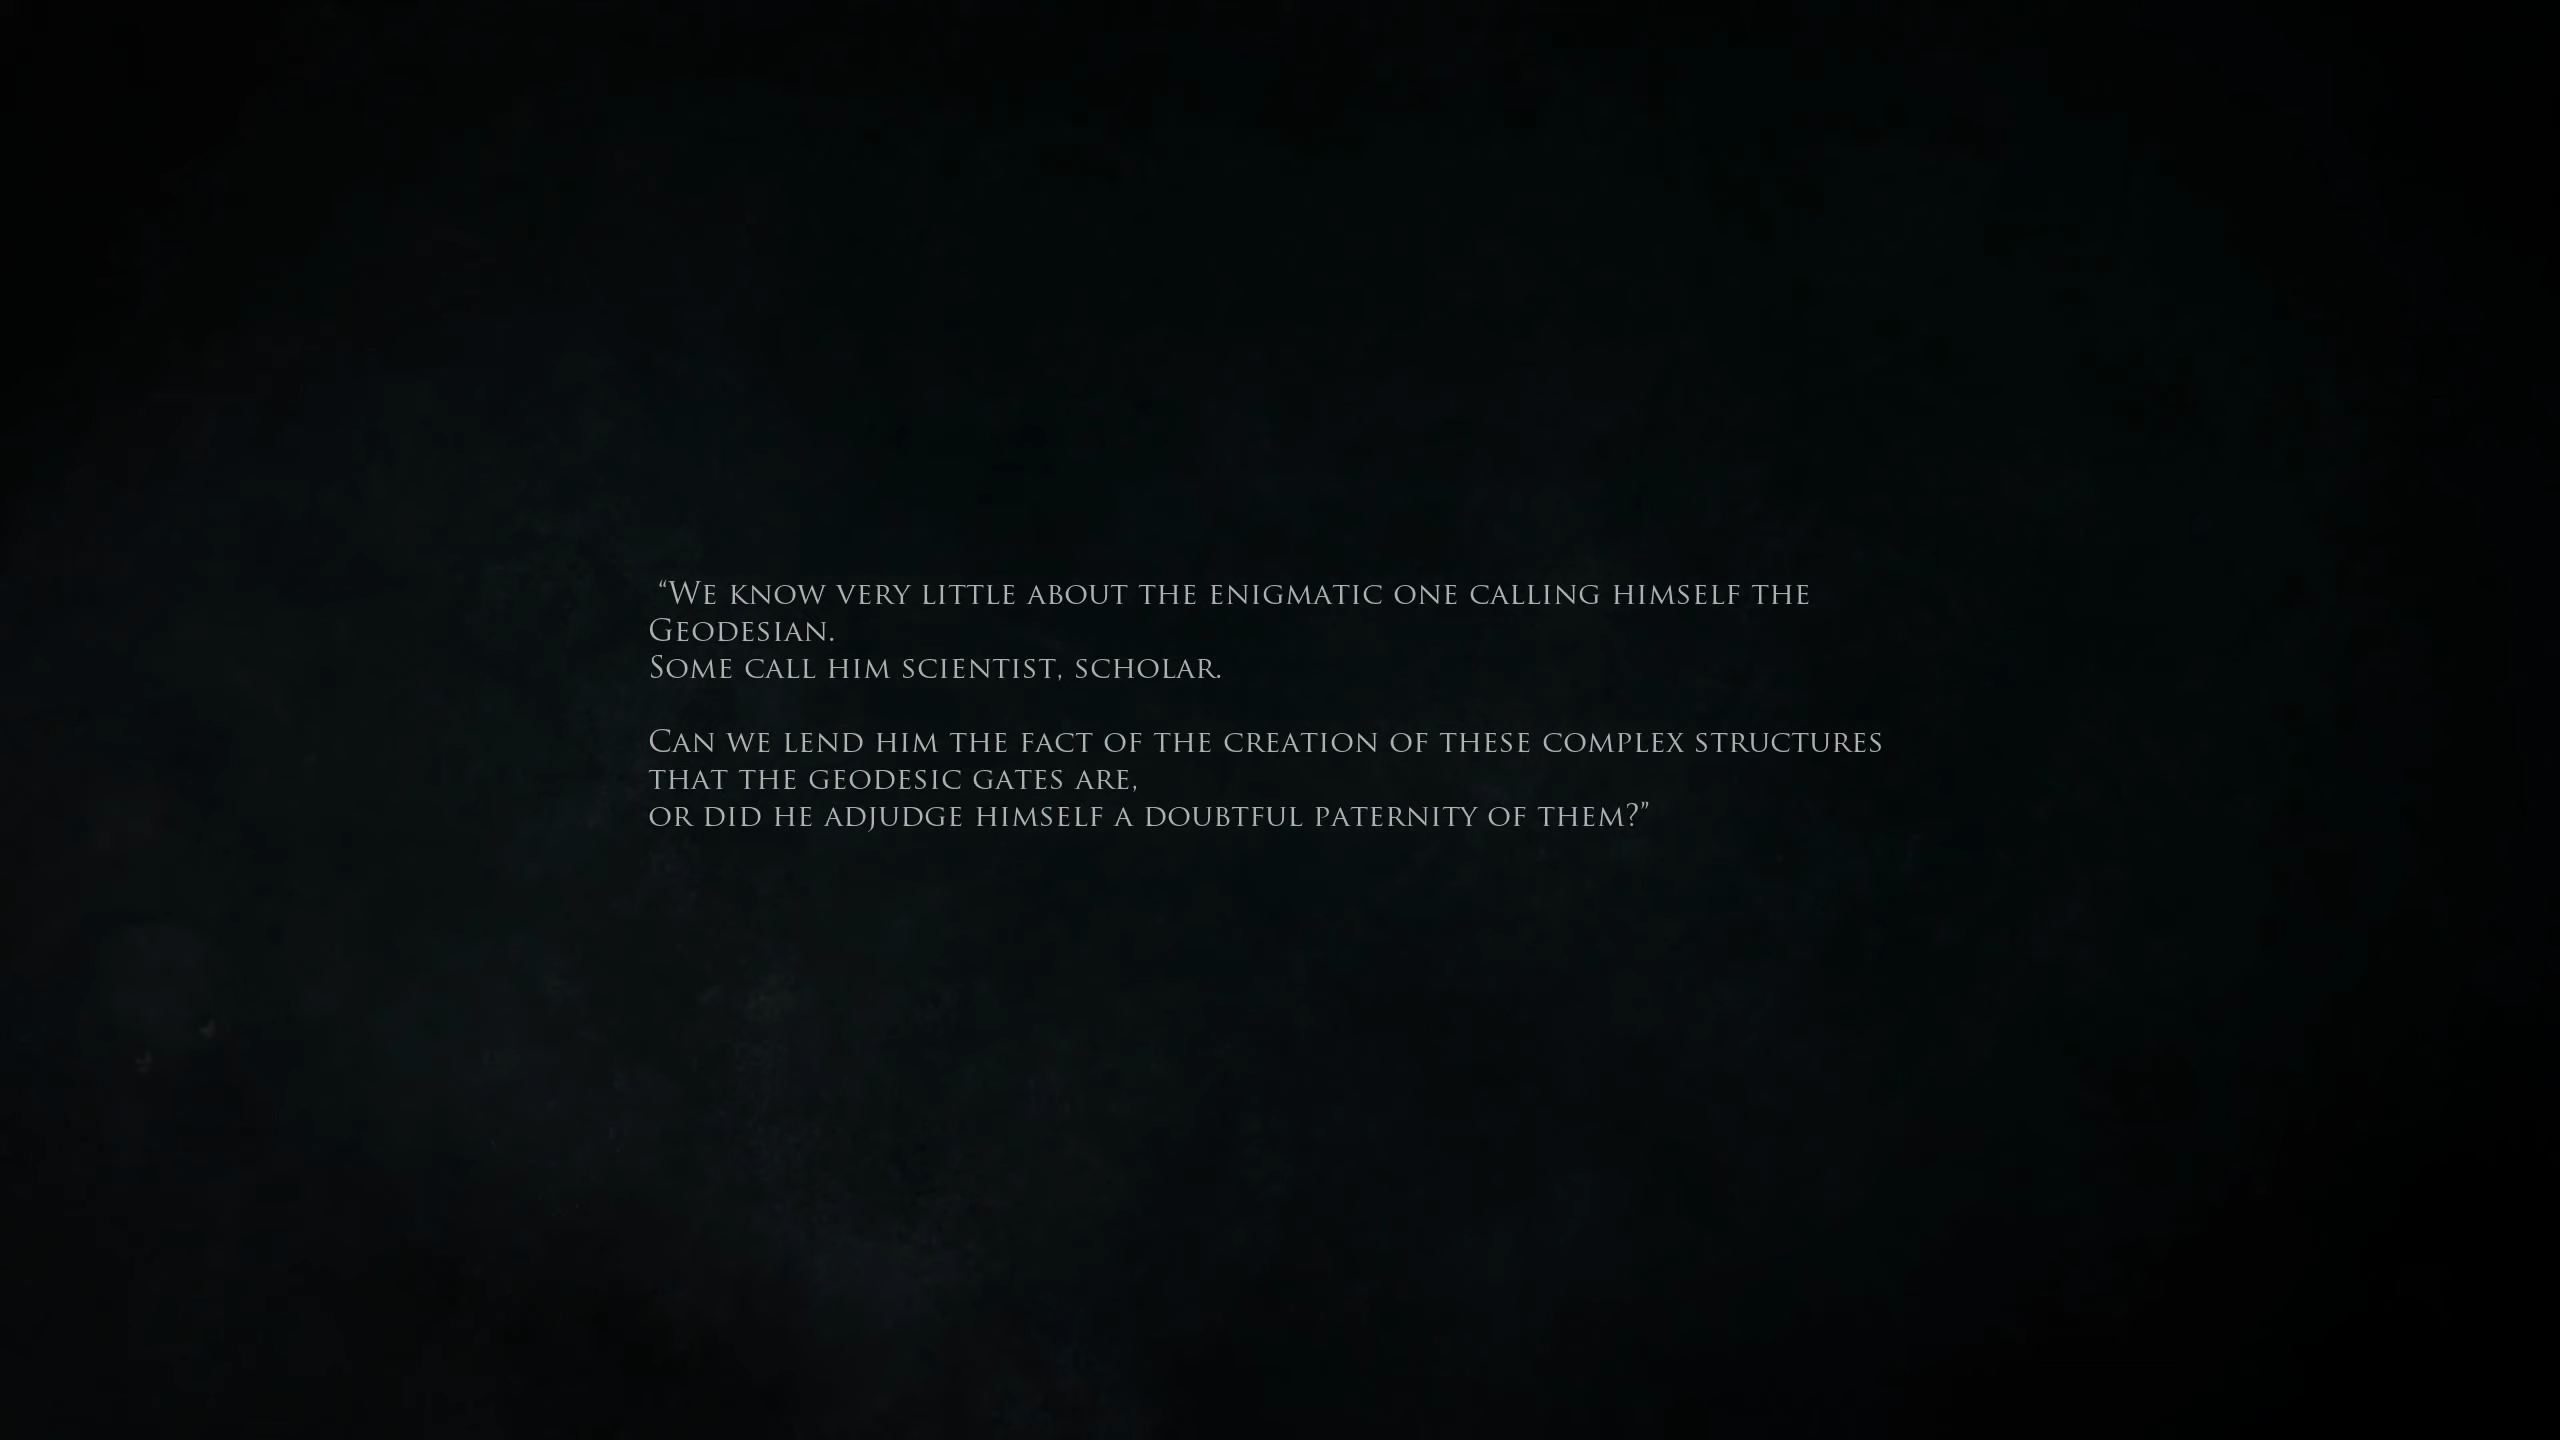 “We know very little about the enigmatic one calling himself the
Geodesian.
Some call him scientist, scholar.
Can we lend him the fact of the creation of these complex structures
that the geodesic gates are,
or did he adjudge himself a doubtful paternity of them?”